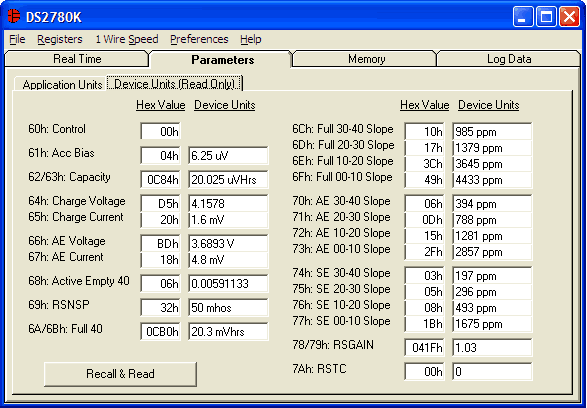 DS2780K
File Registers 1 Wire Speed Preferences Help
Real Time Parameters Memory Log Data
Application Units Device Units (Read Only)
Hex Value Device Units
60h: Control 00h
61h: Acc Bias 04h 6.25 uV
62/63h: Capacity 0C84h 20.025 uVHrs
64h: Charge Voltage D5h 4.1578
65h: Charge Current 20h 1.6 mV
66h: AE Voltage BDh 3.6893 V
67h: AE Current 18h 4.8 mV
68h: Active Empty 40 06h 0.00591133
69h: RSNSP 32h 50 mhos
6A/6Bh: Full 40 0CB0h 20.3 mVhrs
Recall & Read
Hex Value Device Units
6Ch: Full 30-40 Slope 10h 985 ppm
6Dh: Full 20-30 Slope 17h 1379 ppm
6Eh: Full 10-20 Slope 3Ch 3645 ppm
6Fh: Full 00-10 Slope 49h 4433 ppm
70h: AE 30-40 Slope 06h 394 ppm
71h: AE 20-30 Slope 0Dh 788 ppm
72h: AE 10-20 Slope 15h 1281 ppm
73h: AE 00-10 Slope 2Fh 2857 ppm
74h: SE 30-40 Slope 03h 197 ppm
75h: SE 20-30 Slope 05h 296 ppm
76h: SE 10-20 Slope 08h 493 ppm
77h: SE 00-10 Slope 1Bh 1675 ppm
78/79h: RSGAIN 041Fh 1.03
7Ah: RSTC 00h 0